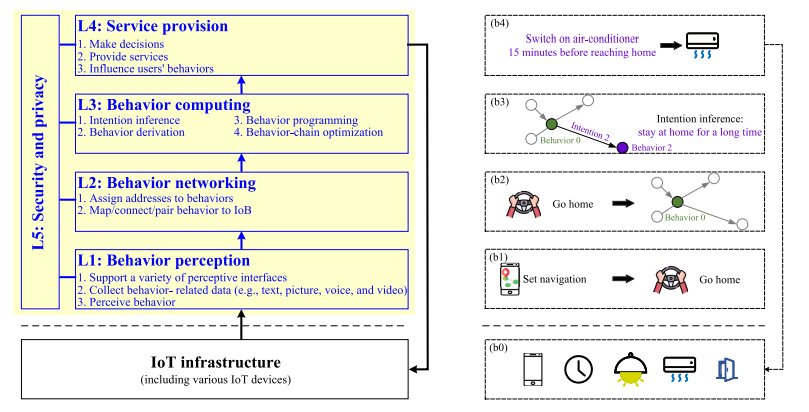 L5: Security and privacy
L4: Service provision
1. Make decisions
2. Provide services
3. Influence users' behaviors
L3: Behavior computing
1. Intention inference
2. Behavior derivation
3. Behavior programming
4. Behavior-chain optimization
L2: Behavior networking
1. Assign addresses to behaviors
2. Map/connect/pair behavior to IoB
L1: Behavior perception
1. Support a variety of perceptive interfaces
2. Collect behavior- related data (e.g., text, picture, voice, and video)
3. Perceive behavior
IoT infrastructure
(including various IoT devices)
(b4)
Switch on air-conditioner
15 minutes before reaching home
(b3)
Behavior 0
Intention 2
Behavior 2
Intention inference:
stay at home for a long time
(b2)
Go home
Behavior 0
(b1)
Set navigation
Go home
(b0)